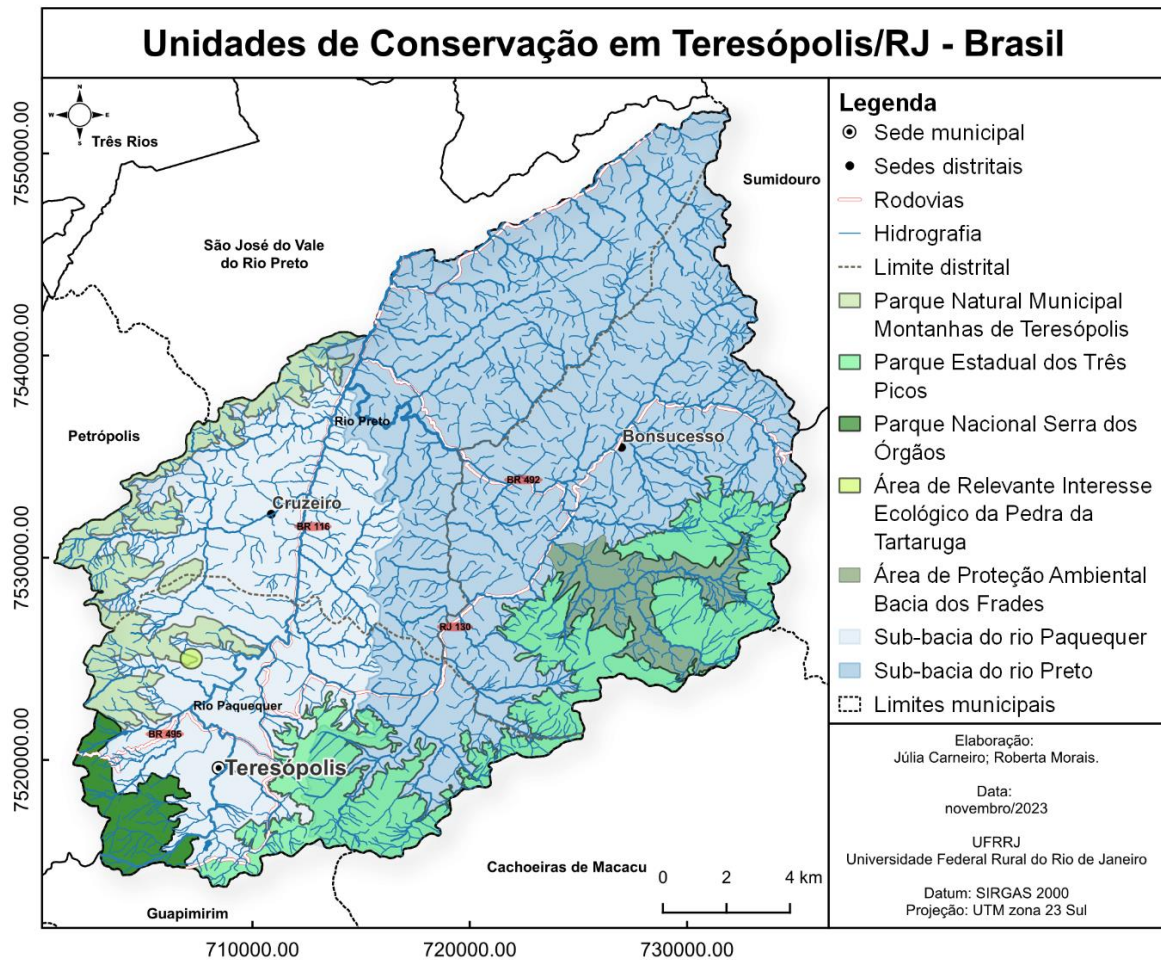 Unidades de Conservação em Teresópolis/RJ - Brasil
N
W
E
S
Três Rios
Sumidouro
São José do Vale
do Rio Preto
Petrópolis
Rio Preto
Bonsucesso
BR 492
Cruzeiro
BR 116
RJ 130
Rio Paquequer
BR 495
Teresópolis
Cachoeiras de Macacu
Guapimirim
0 2 4 km
7550000.00
7540000.00
7530000.00
7520000.00
710000.00 720000.00 730000.00
Legenda
Sede municipal
Sedes distritais
Rodovias
Hidrografia
Limite distrital
Parque Natural Municipal
Montanhas de Teresópolis
Parque Estadual dos Três
Picos
Parque Nacional Serra dos
Órgãos
Área de Relevante Interesse
Ecológico da Pedra da
Tartaruga
Área de Proteção Ambiental
Bacia dos Frades
Sub-bacia do rio Paquequer
Sub-bacia do rio Preto
Limites municipais
Elaboração:
Júlia Carneiro; Roberta Morais.
Data:
novembro/2023
UFRRJ
Universidade Federal Rural do Rio de Janeiro
Datum: SIRGAS 2000
Projeção: UTM zona 23 Sul